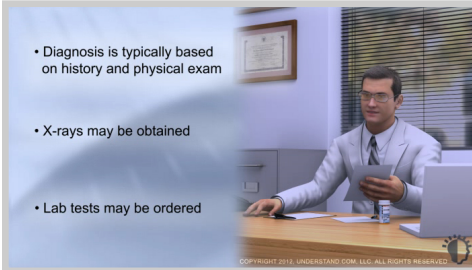 • Diagnosis is typically based
on history and physical exam
• X-rays may be obtained
• Lab tests may be ordered
COPYRIGHT 2012, UNDERSTAND.COM, LLC. ALL RIGHTS RESERVED